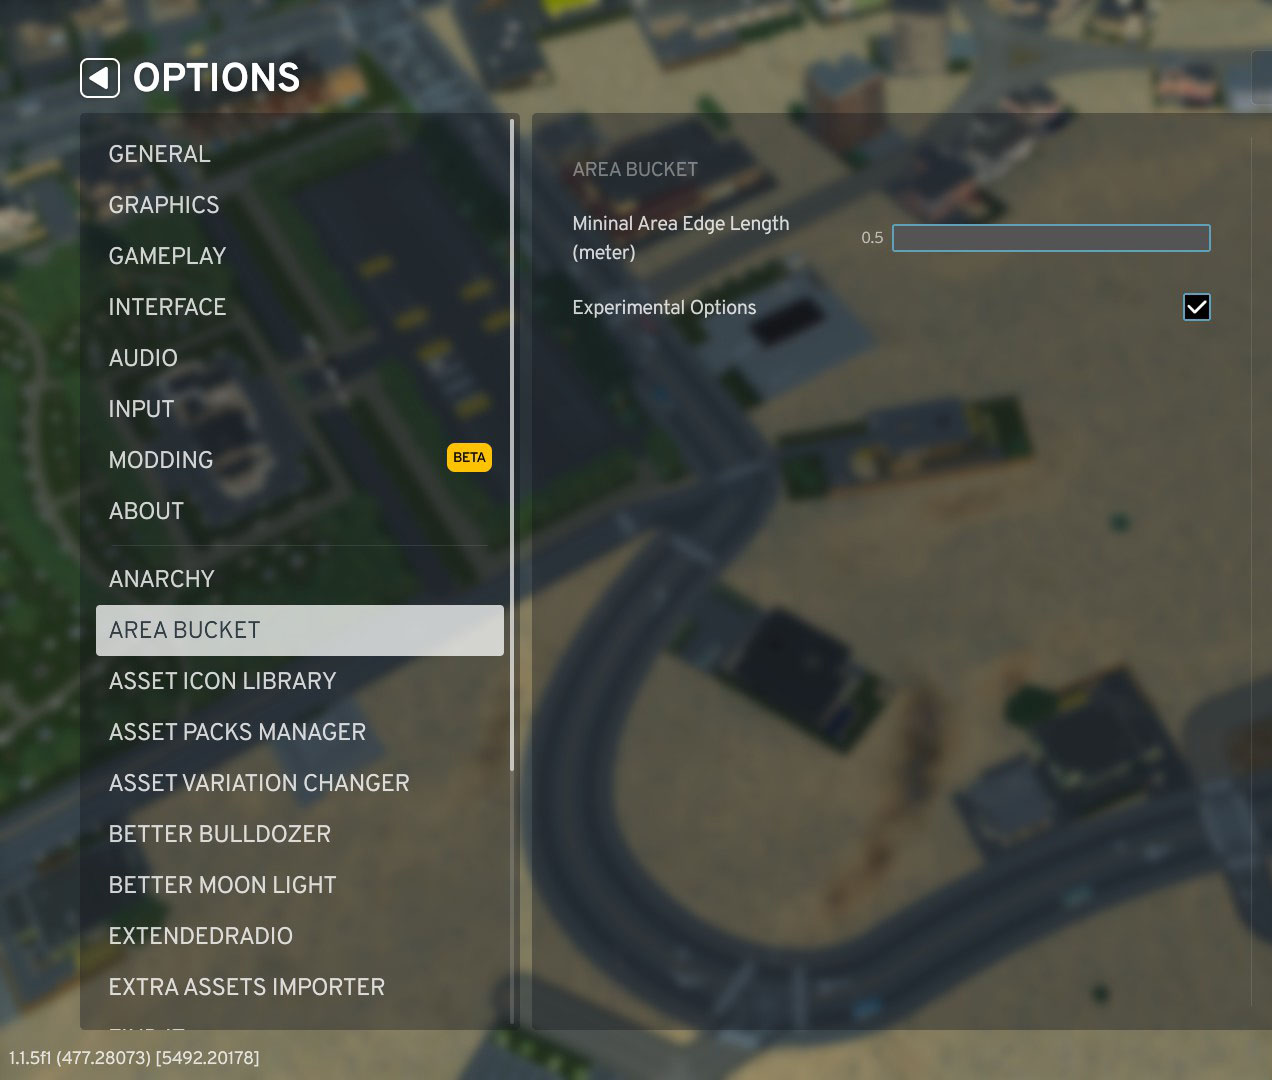 OPTIONS
GENERAL
GRAPHICS
GAMEPLAY
INTERFACE
AUDIO
INPUT
MODDING BETA
ABOUT
ANARCHY
AREA BUCKET
ASSET ICON LIBRARY
ASSET PACKS MANAGER
ASSET VARIATION CHANGER
BETTER BULLDOZER
BETTER MOON LIGHT
EXTENDEDRADIO
EXTRA ASSETS IMPORTER
AREA BUCKET
Mininal Area Edge Length
(meter)
0.5
Experimental Options
1.1.5f1 (477.28073) [5492.20178]